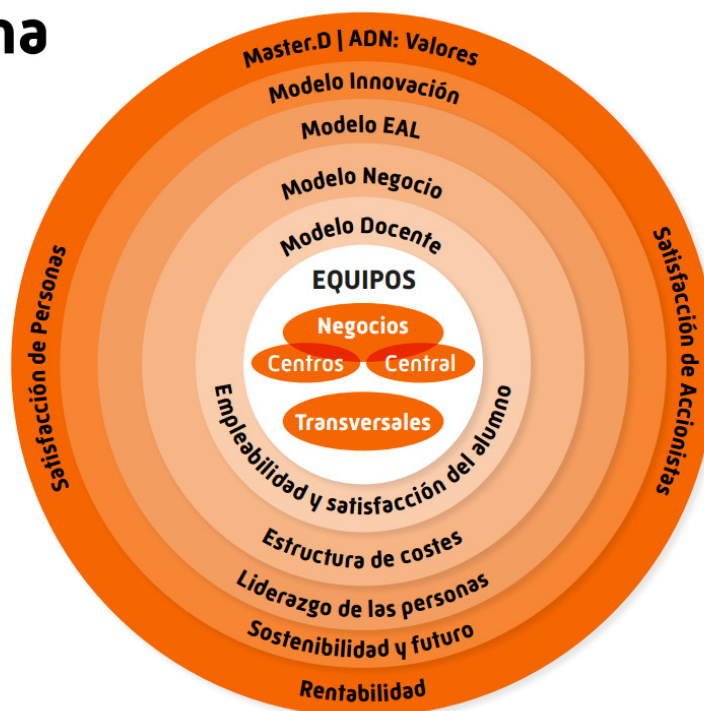 na
Master.D | ADN: Valores
Modelo Innovación
Modelo EAL
Modelo Negocio
Modelo Docente
EQUIPOS
Negocios
Centros
Central
Transversales
Empleabilidad y satisfacción del alumno
Estructura de costes
Liderazgo de las personas
Sostenibilidad y futuro
Rentabilidad
Satisfacción de Personas
Satisfacción de Accionistas